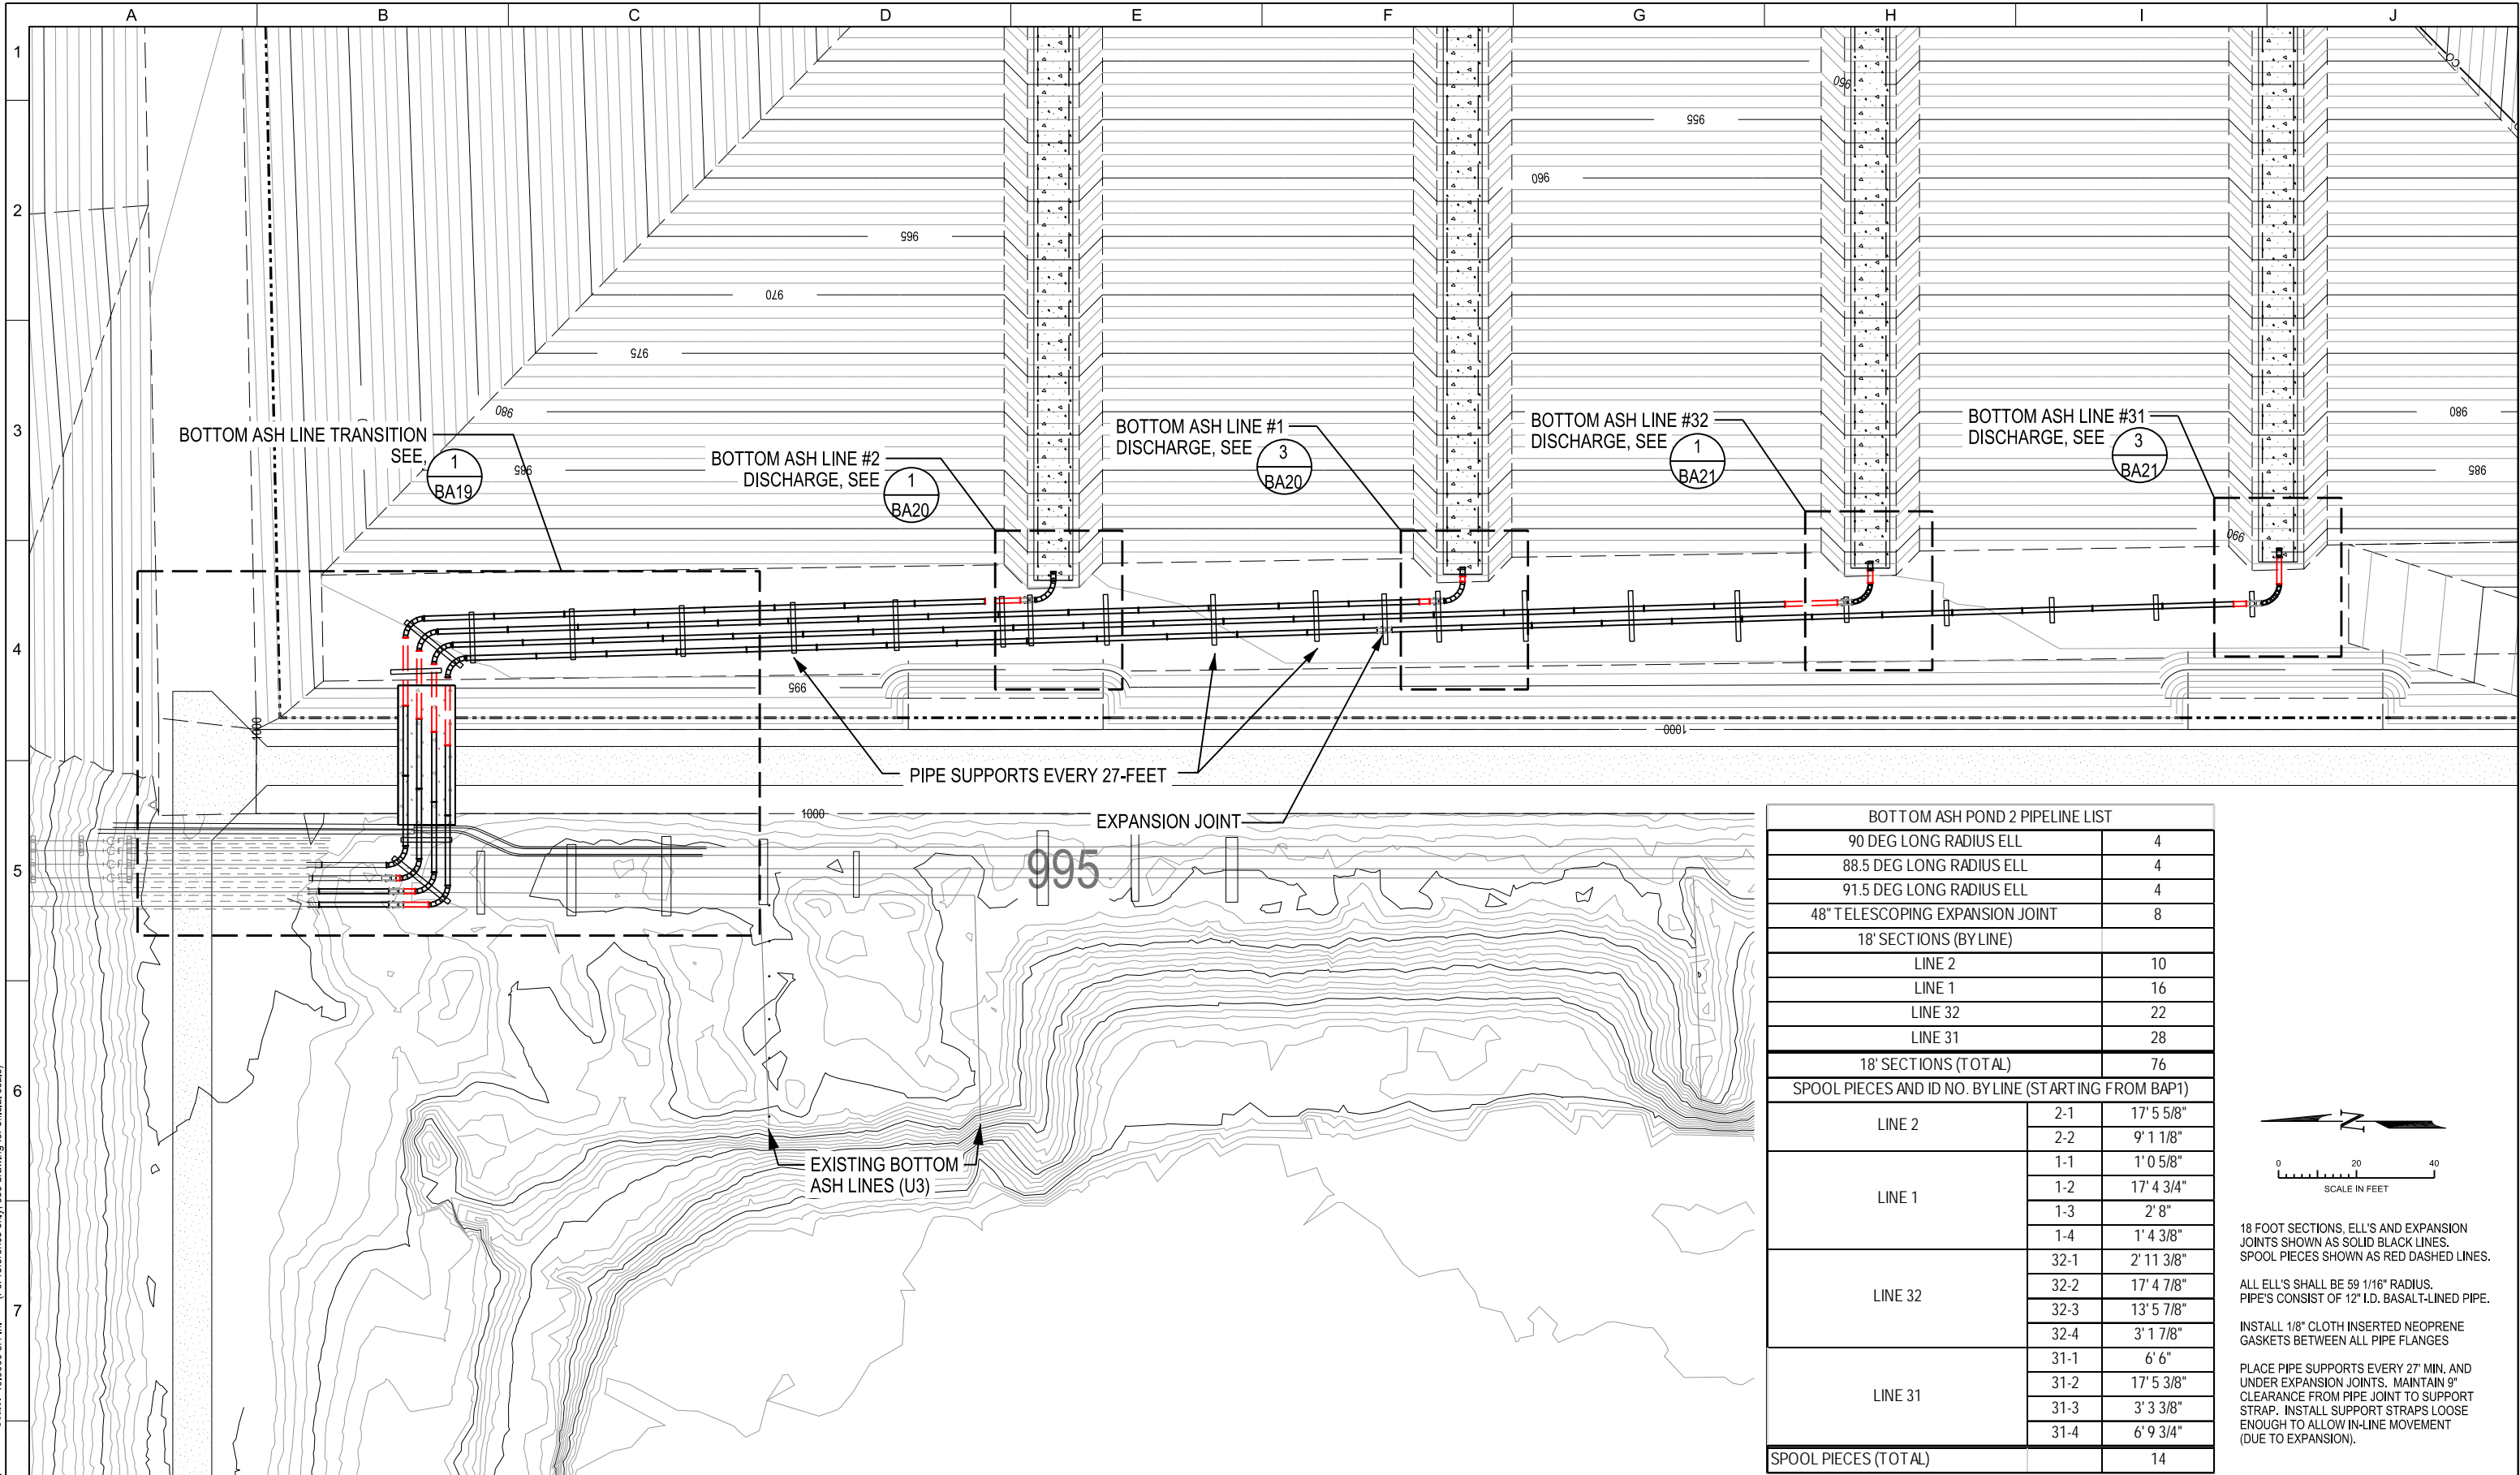 A B C D E F G H I J
1
2
3
4
5
6
7
950
955
960
965
970
975
980
985
980
985
990
995
1000
1000
1000
995
BOTTOM ASH LINE TRANSITION
SEE,
1
BA19
BOTTOM ASH LINE #2
DISCHARGE, SEE
1
BA20
BOTTOM ASH LINE #1
DISCHARGE, SEE
3
BA20
BOTTOM ASH LINE #32
DISCHARGE, SEE
1
BA21
BOTTOM ASH LINE #31
DISCHARGE, SEE
3
BA21
PIPE SUPPORTS EVERY 27-FEET
EXPANSION JOINT
EXISTING BOTTOM
ASH LINES (U3)
BOTTOM ASH POND 2 PIPELINE LIST
90 DEG LONG RADIUS ELL 4
88.5 DEG LONG RADIUS ELL 4
91.5 DEG LONG RADIUS ELL 4
48" TELESCOPING EXPANSION JOINT 8
18' SECTIONS (BY LINE)
LINE 2 10
LINE 1 16
LINE 32 22
LINE 31 28
18' SECTIONS (TOTAL) 76
SPOOL PIECES AND ID NO. BY LINE (STARTING FROM BAP1)
LINE 2
2-1 17' 5 5/8"
2-2 9' 1 1/8"
LINE 1
1-1 1' 0 5/8"
1-2 17' 4 3/4"
1-3 2' 8"
1-4 1' 4 3/8"
LINE 32
32-1 2' 11 3/8"
32-2 17' 4 7/8"
32-3 13' 5 7/8"
32-4 3' 1 7/8"
LINE 31
31-1 6' 6"
31-2 17' 5 3/8"
31-3 3' 3 3/8"
31-4 6' 9 3/4"
SPOOL PIECES (TOTAL) 14
N
0 20 40
SCALE IN FEET
18 FOOT SECTIONS, ELL'S AND EXPANSION
JOINTS SHOWN AS SOLID BLACK LINES.
SPOOL PIECES SHOWN AS RED DASHED LINES.
ALL ELL'S SHALL BE 59 1/16" RADIUS.
PIPE'S CONSIST OF 12" I.D. BASALT-LINED PIPE.
INSTALL 1/8" CLOTH INSERTED NEOPRENE
GASKETS BETWEEN ALL PIPE FLANGES
PLACE PIPE SUPPORTS EVERY 27' MIN. AND
UNDER EXPANSION JOINTS. MAINTAIN 9"
CLEARANCE FROM PIPE JOINT TO SUPPORT
STRAP. INSTALL SUPPORT STRAPS LOOSE
ENOUGH TO ALLOW IN-LINE MOVEMENT
(DUE TO EXPANSION).